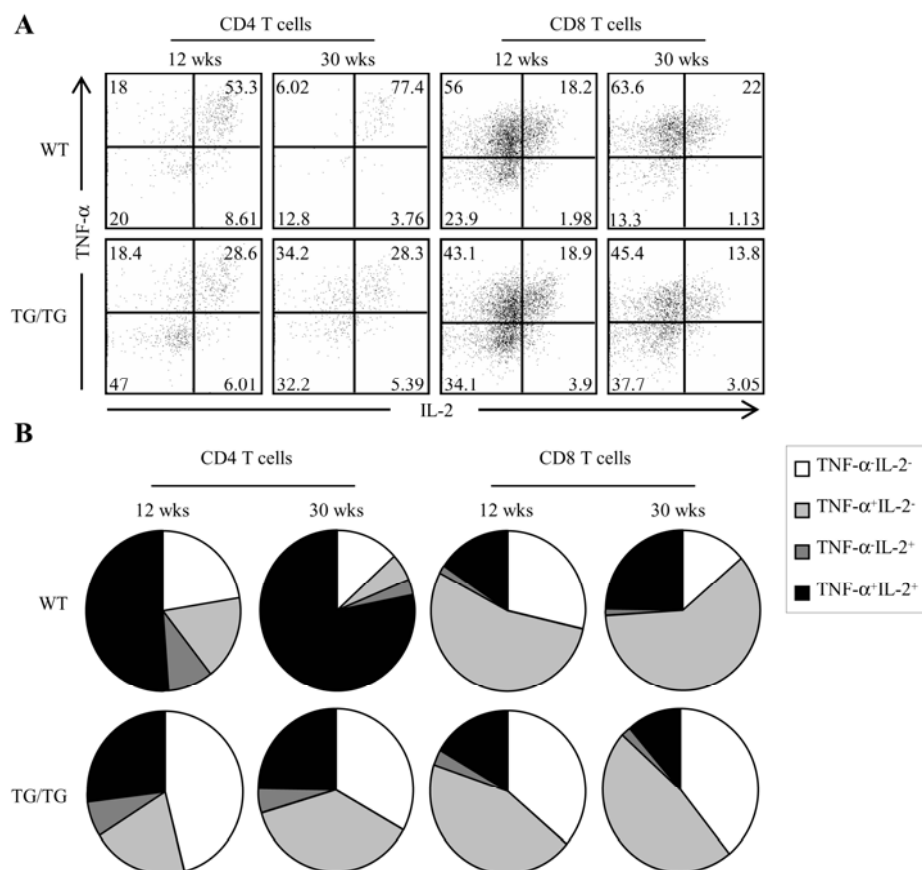 A
CD4 T cells
CD8 T cells
12 wks
30 wks
12 wks
30 wks
WT
18 53.3
20 8.61
6.02 77.4
12.8 3.76
56 18.2
23.9 1.98
63.6 22
13.3 1.13
TG/TG
18.4 28.6
47 6.01
34.2 28.3
32.2 5.39
43.1 18.9
34.1 3.9
45.4 13.8
37.7 3.05
TNF-α
IL-2
B
CD4 T cells
CD8 T cells
12 wks
30 wks
12 wks
30 wks
WT
TG/TG
TNF-α⁻IL-2⁻
TNF-α⁺IL-2⁻
TNF-α⁻IL-2⁺
TNF-α⁺IL-2⁺